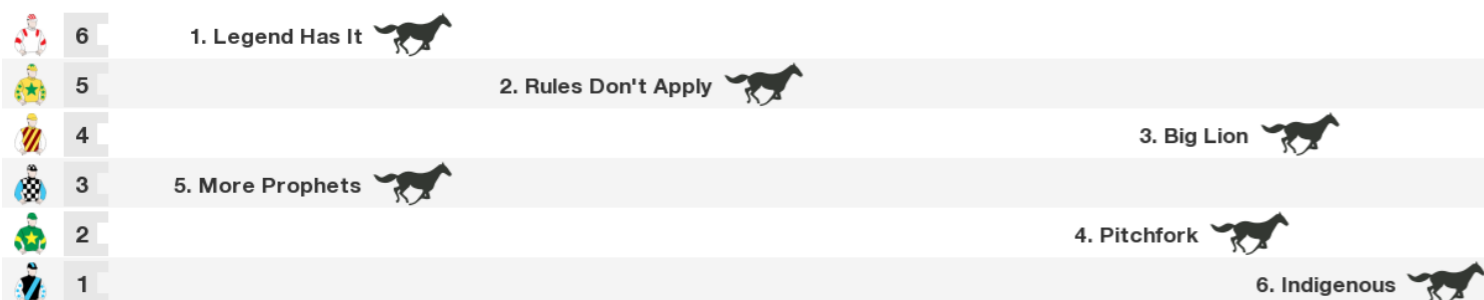 6 1. Legend Has It
5 2. Rules Don't Apply
4 3. Big Lion
3 5. More Prophets
2 4. Pitchfork
1 6. Indigenous